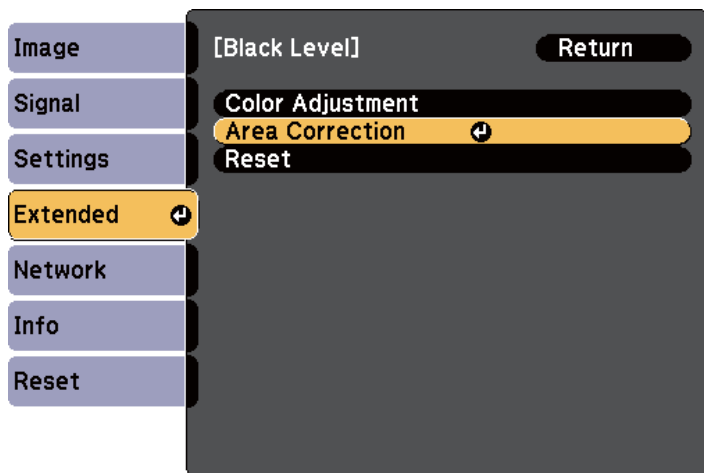 Image
Signal
Settings
Extended
Network
Info
Reset
[Black Level] Return
Color Adjustment
Area Correction
Reset